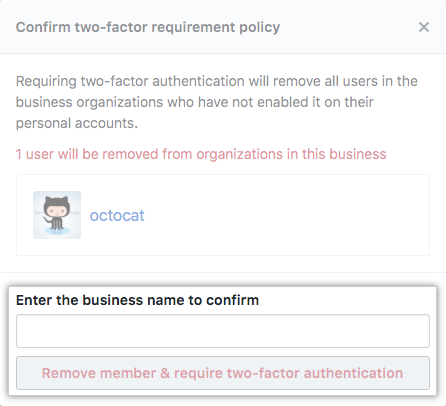 Confirm two-factor requirement policy
Requiring two-factor authentication will remove all users in the
business organizations who have not enabled it on their
personal accounts.
1 user will be removed from organizations in this business
octocat
Enter the business name to confirm
Remove member & require two-factor authentication